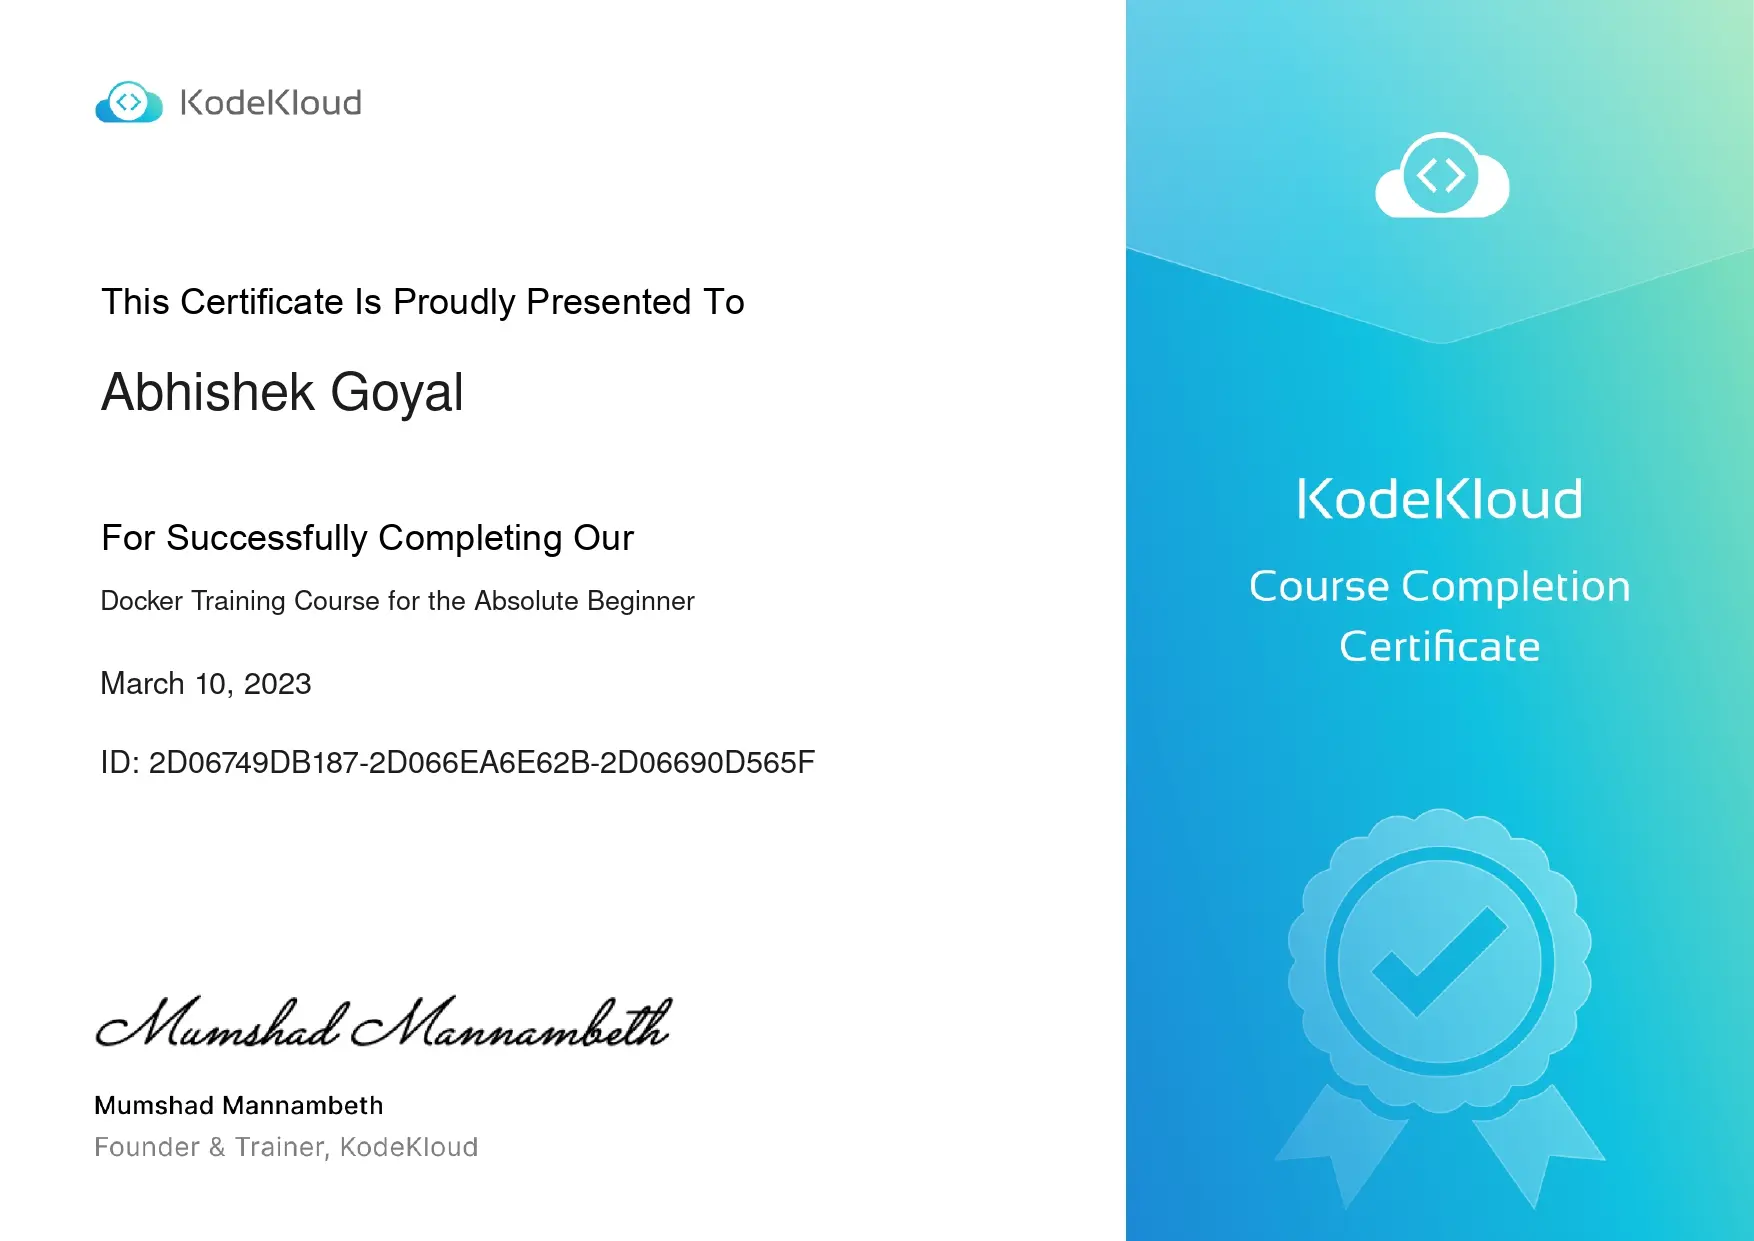 KodeKloud
This Certificate Is Proudly Presented To
Abhishek Goyal
For Successfully Completing Our
Docker Training Course for the Absolute Beginner
March 10, 2023
ID: 2D06749DB187-2D066EA6E62B-2D06690D565F
Mumshad Mannambeth
Mumshad Mannambeth
Founder & Trainer, KodeKloud
KodeKloud
Course Completion
Certificate